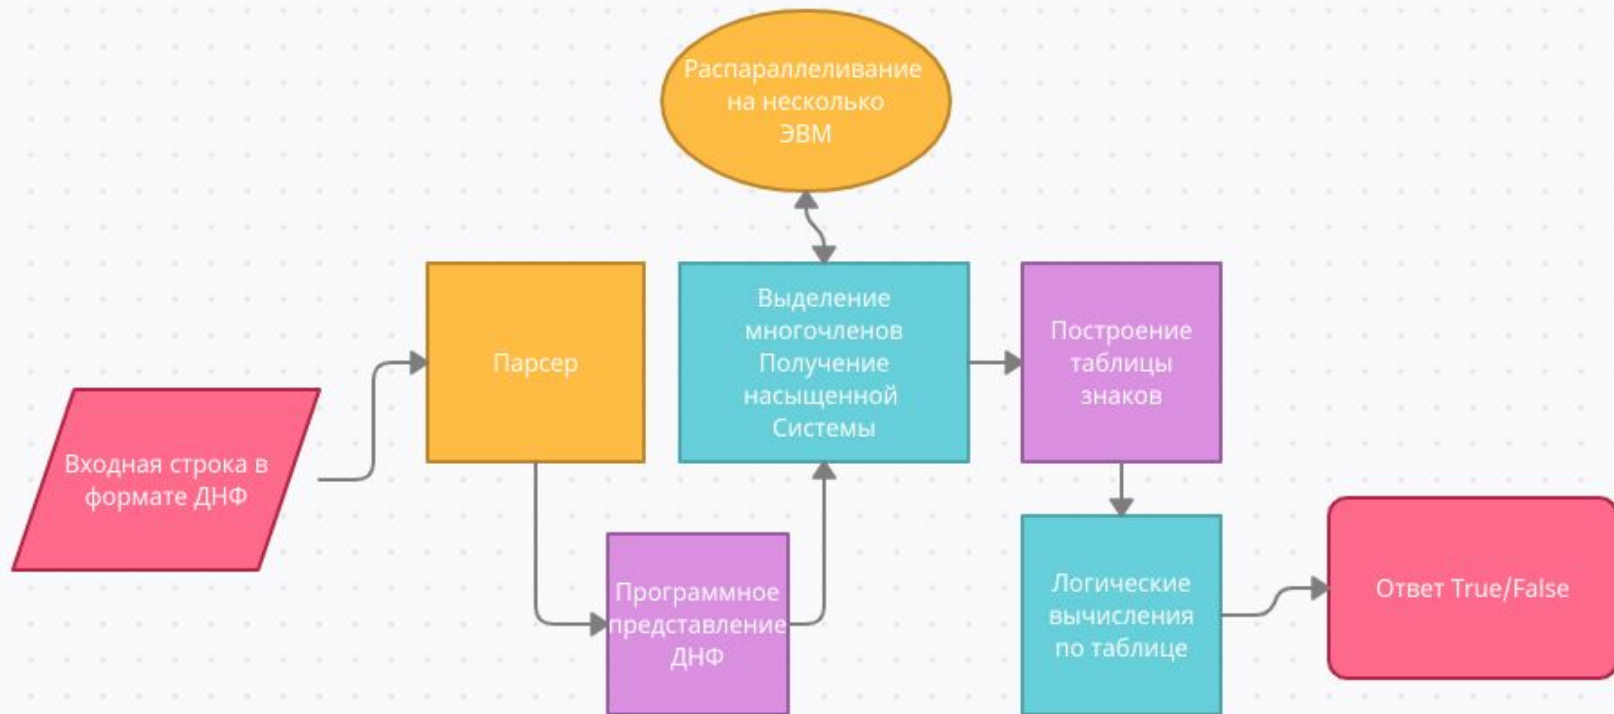 Распараллеливание
на несколько
ЭВМ
Парсер
Выделение
многочленов
Получение
насыщенной
Системы
Построение
таблицы
знаков
Входная строка в
формате ДНФ
Программное
представление
ДНФ
Логические
вычисления
по таблице
Ответ True/False